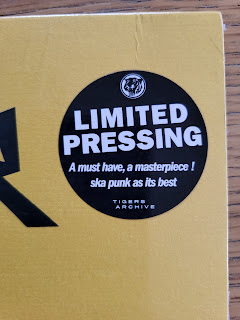 LIMITED
PRESSING
A must have, a masterpiece !
ska punk as its best
TIGERS
ARCHIVE